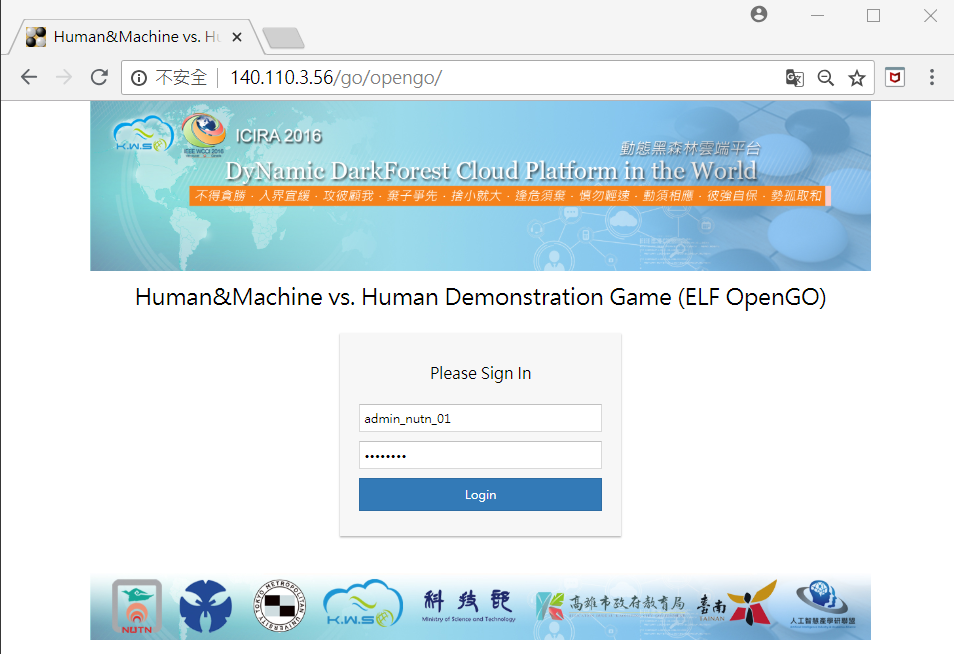 Human&Machine vs. Hu
不安全 140.110.3.56/go/opengo/
K.W.S
IEEE WCCI 2016
ICIRA 2016
動態黑森林雲端平台
DyNamic DarkForest Cloud Platform in the World
不得貪勝．入界宜緩．攻彼顧我．棄子爭先．捨小就大．逢危須棄．慎勿輕速．動須相應．彼強自保．勢孤取和
Human&Machine vs. Human Demonstration Game (ELF OpenGO)
Please Sign In
admin_nutn_01
••••••••
Login
NUTN
TOKYO METROPOLITAN UNIVERSITY
K.W.S
科技部
Ministry of Science and Technology
高雄市政府教育局
臺南
TAINAN
人工智慧產學研聯盟